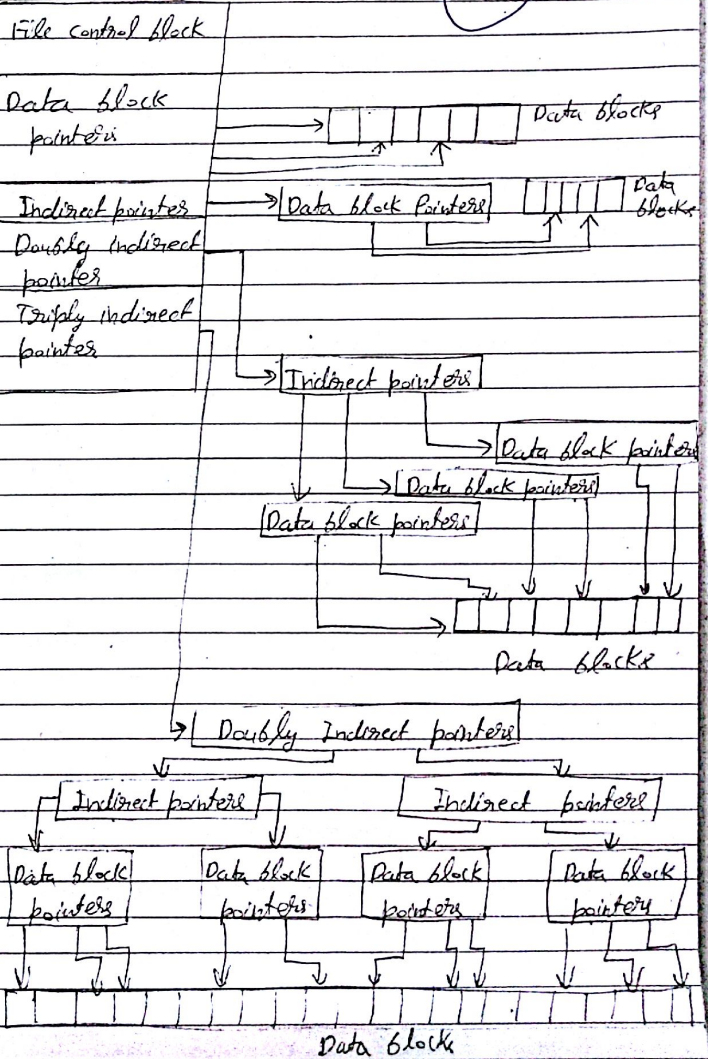 File control block
Data block
pointers
Data blocks
Indirect pointer
Data block Pointers
Data
blocks
Doubly indirect
pointer
Triply indirect
pointer
Indirect pointers
Data block pointers
Data block pointers
Data block pointers
Data blocks
Doubly Indirect pointers
Indirect pointers
Indirect pointers
Data block
pointers
Data block
pointers
Data block
pointers
Data block
pointers
Data blocks